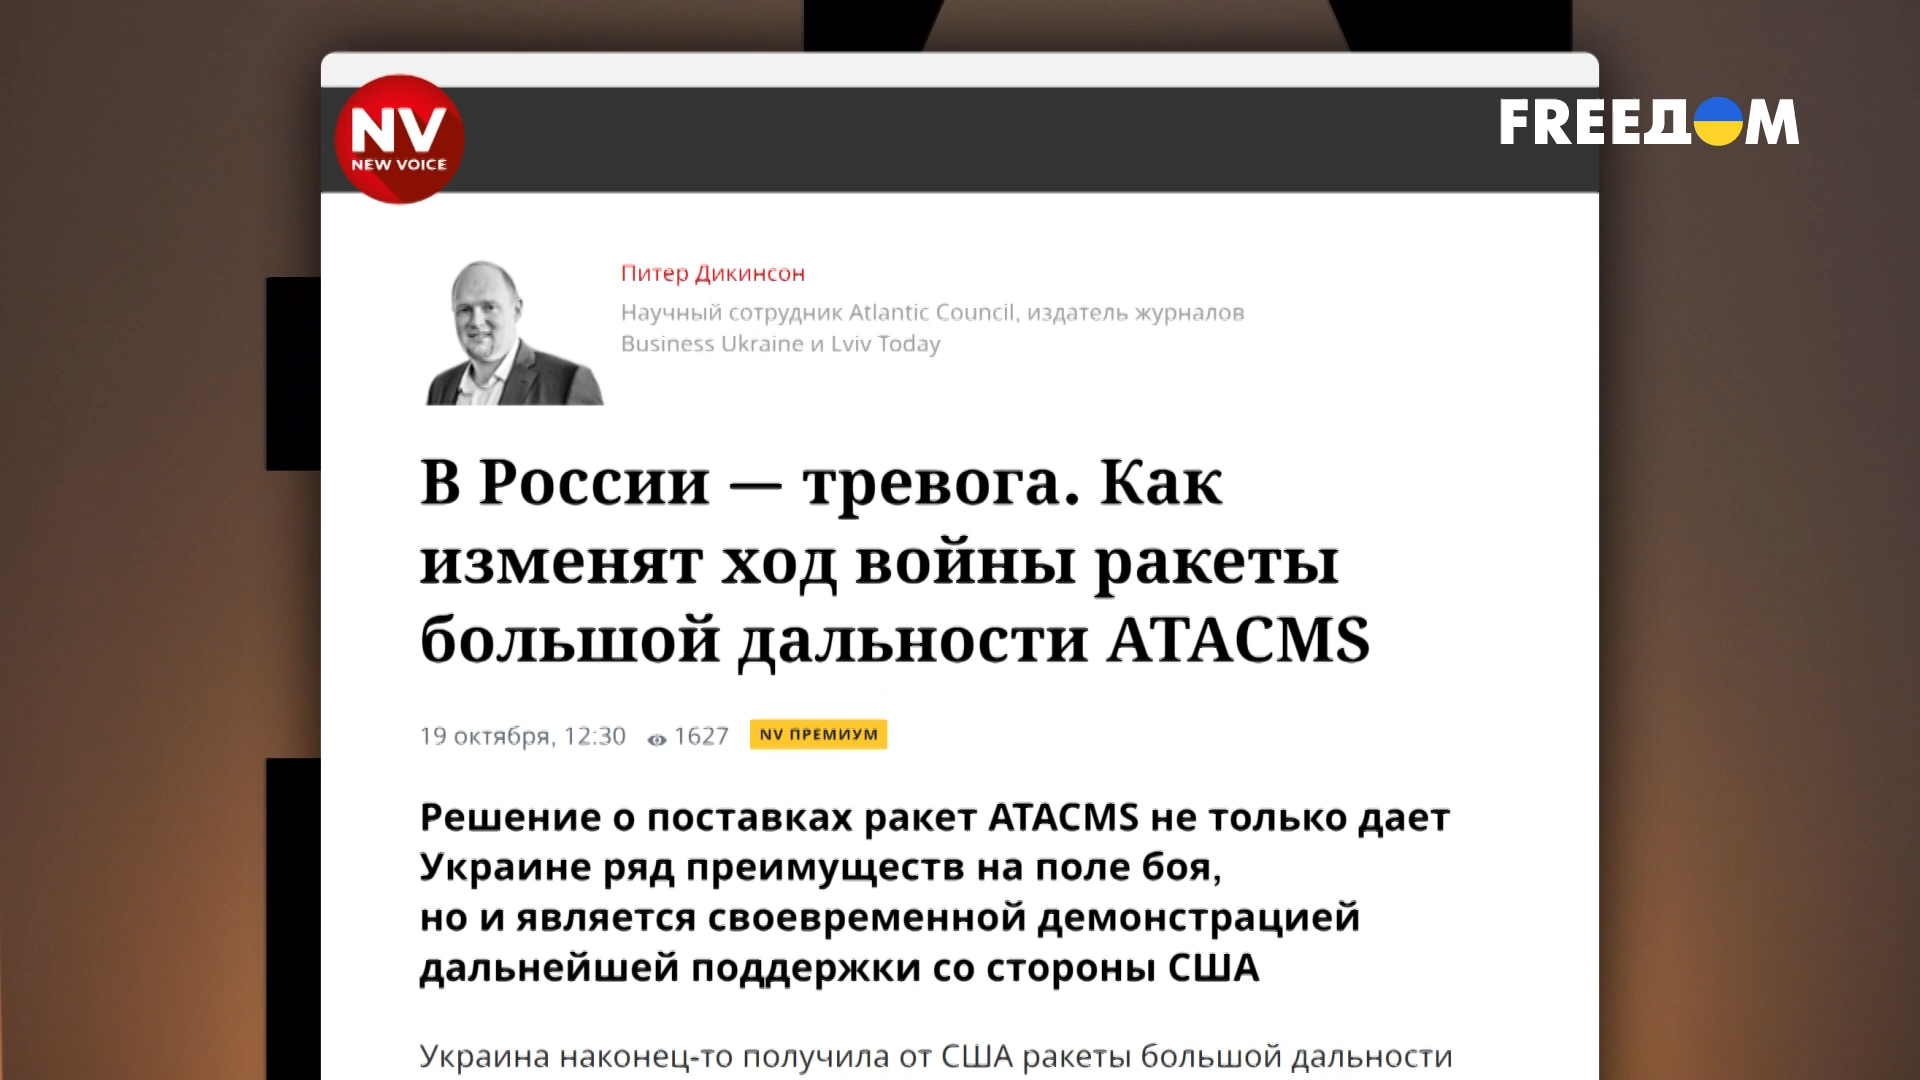 NV
NEW VOICE
FREEДOM
Питер Дикинсон
Научный сотрудник Atlantic Council, издатель журналов
Business Ukraine и Lviv Today
В России — тревога. Как
изменят ход войны ракеты
большой дальности ATACMS
19 октября, 12:30 1627 NV ПРЕМИУМ
Решение о поставках ракет ATACMS не только дает
Украине ряд преимуществ на поле боя,
но и является своевременной демонстрацией
дальнейшей поддержки со стороны США
Украина наконец-то получила от США ракеты большой дальности